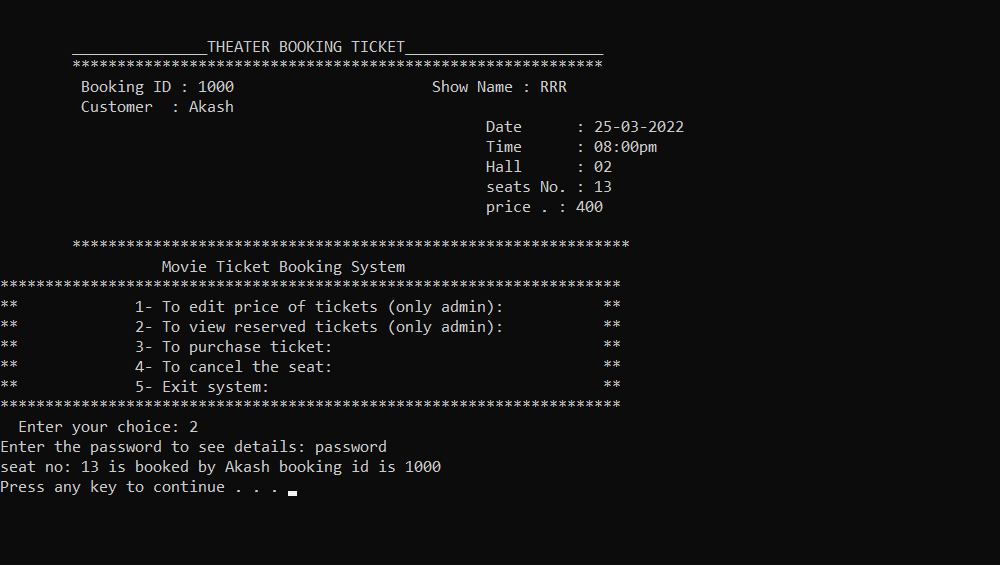 _______________THEATER BOOKING TICKET______________________
***********************************************************
Booking ID : 1000 Show Name : RRR
Customer : Akash
Date : 25-03-2022
Time : 08:00pm
Hall : 02
seats No. : 13
price . : 400
**************************************************************
Movie Ticket Booking System
*********************************************************************
** 1- To edit price of tickets (only admin): **
** 2- To view reserved tickets (only admin): **
** 3- To purchase ticket: **
** 4- To cancel the seat: **
** 5- Exit system: **
*********************************************************************
Enter your choice: 2
Enter the password to see details: password
seat no: 13 is booked by Akash booking id is 1000
Press any key to continue . . .